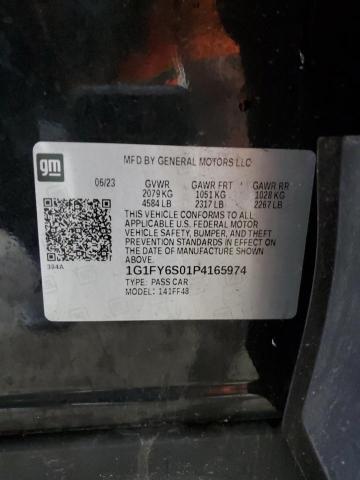 gm
MFD BY GENERAL MOTORS LLC
06/23 GVWR GAWR FRT GAWR RR
2079 KG 1051 KG 1028 KG
4584 LB 2317 LB 2267 LB
THIS VEHICLE CONFORMS TO ALL
APPLICABLE U.S. FEDERAL MOTOR
VEHICLE SAFETY, BUMPER, AND THEFT
PREVENTION STANDARDS IN EFFECT ON
THE DATE OF MANUFACTURE SHOWN
ABOVE.
394A
1G1FY6S01P4165974
TYPE: PASS CAR
MODEL: 141FF48